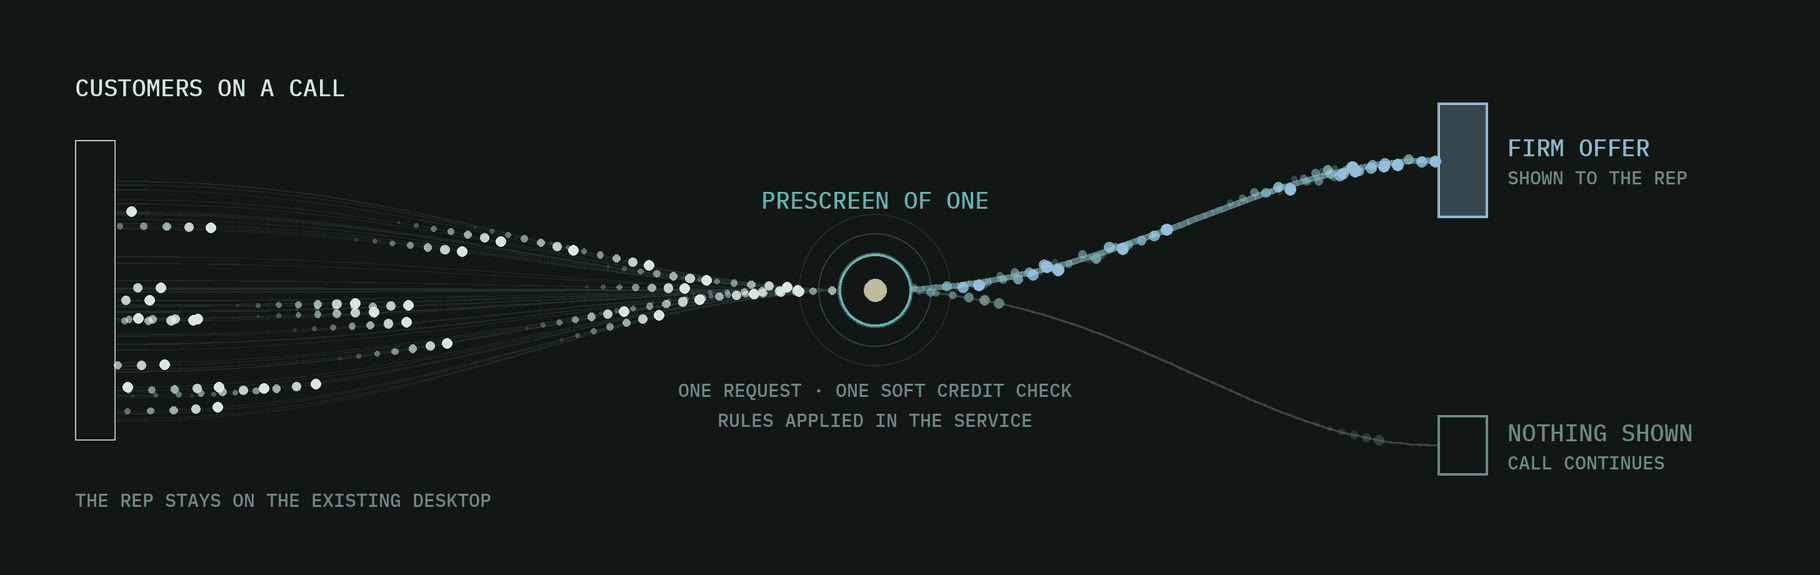 CUSTOMERS ON A CALL
PRESCREEN OF ONE
ONE REQUEST · ONE SOFT CREDIT CHECK
RULES APPLIED IN THE SERVICE
FIRM OFFER
SHOWN TO THE REP
NOTHING SHOWN
CALL CONTINUES
THE REP STAYS ON THE EXISTING DESKTOP